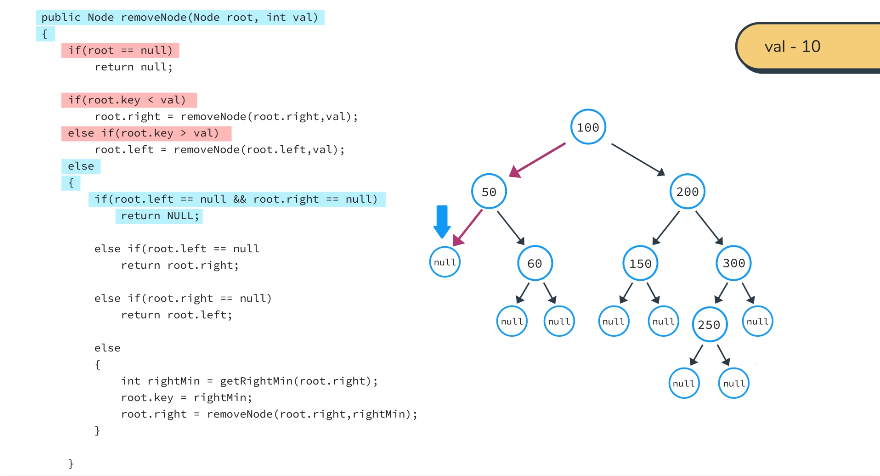 public Node removeNode(Node root, int val)
{
if(root == null)
return null;
if(root.key < val)
root.right = removeNode(root.right,val);
else if(root.key > val)
root.left = removeNode(root.left,val);
else
{
if(root.left == null && root.right == null)
return NULL;
else if(root.left == null
return root.right;
else if(root.right == null)
return root.left;
else
{
int rightMin = getRightMin(root.right);
root.key = rightMin;
root.right = removeNode(root.right,rightMin);
}
}
val - 10
100
50
200
null
60
150
300
null
null
null
null
250
null
null
null